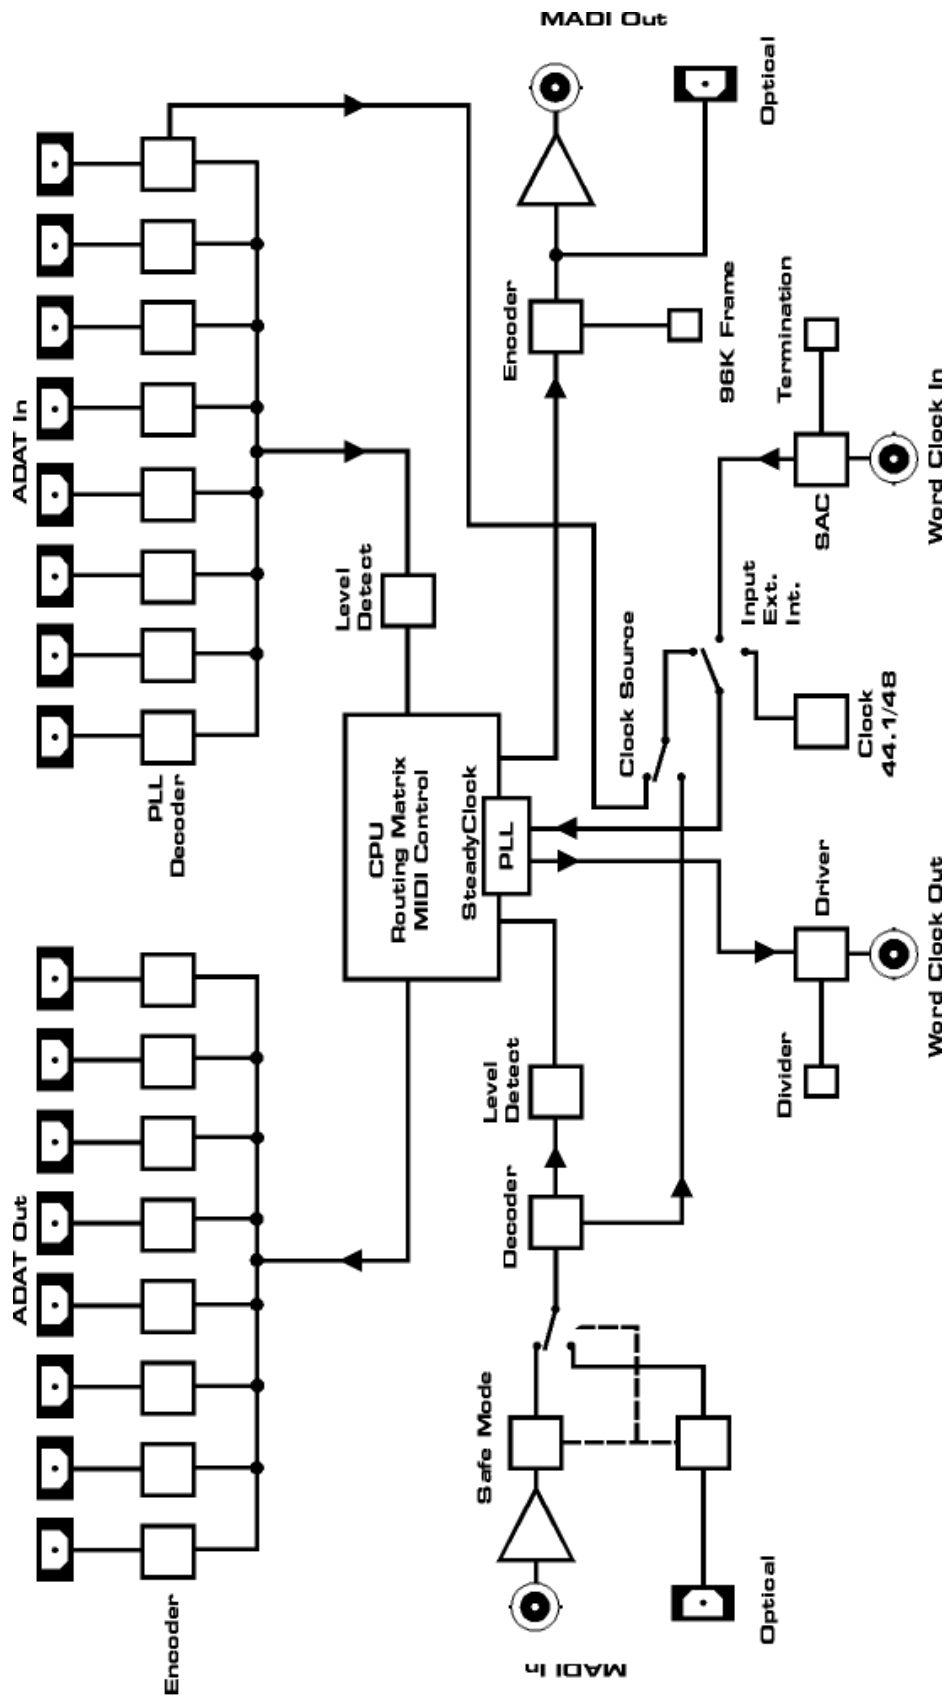 MADI Out
Optical
ADAT In
Encoder
96K Frame
Termination
Word Clock In
SAC
Level
Detect
Input
Ext.
Int.
Clock Source
Clock
44.1/48
PLL
Decoder
CPU
Routing Matrix
MIDI Control
SteadyClock
PLL
Driver
Word Clock Out
Divider
Level
Detect
Decoder
ADAT Out
Safe Mode
Encoder
Optical
MADI In